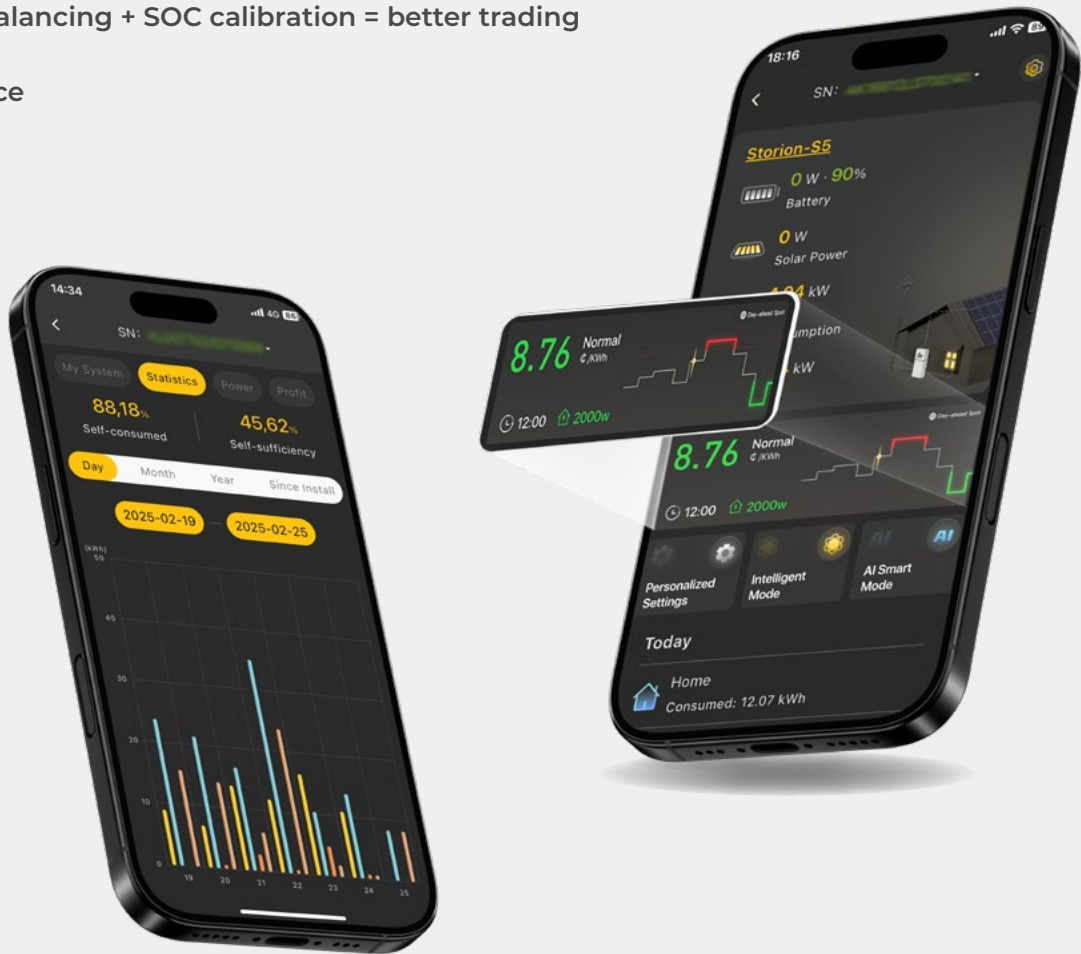 alancing + SOC calibration = better trading
ce
14:34
4G 86
SN:
My System Statistics Power Profit
88,18%
Self-consumed
45,62%
Self-sufficiency
Day Month Year Since Install
2025-02-19 — 2025-02-25
(kWh)
50
40
30
20
10
0
19 20 21 22 23 24 25
8.76 Normal
¢/KWh
Day-ahead Spot
12:00 2000w
18:16
SN:
Storion-S5
0 W · 90%
Battery
0 W
Solar Power
kW
umption
kW
Day-ahead Spot
8.76 Normal
¢/KWh
12:00 2000w
Personalized
Settings
Intelligent
Mode
AI
AI
AI Smart
Mode
Today
Home
Consumed: 12.07 kWh